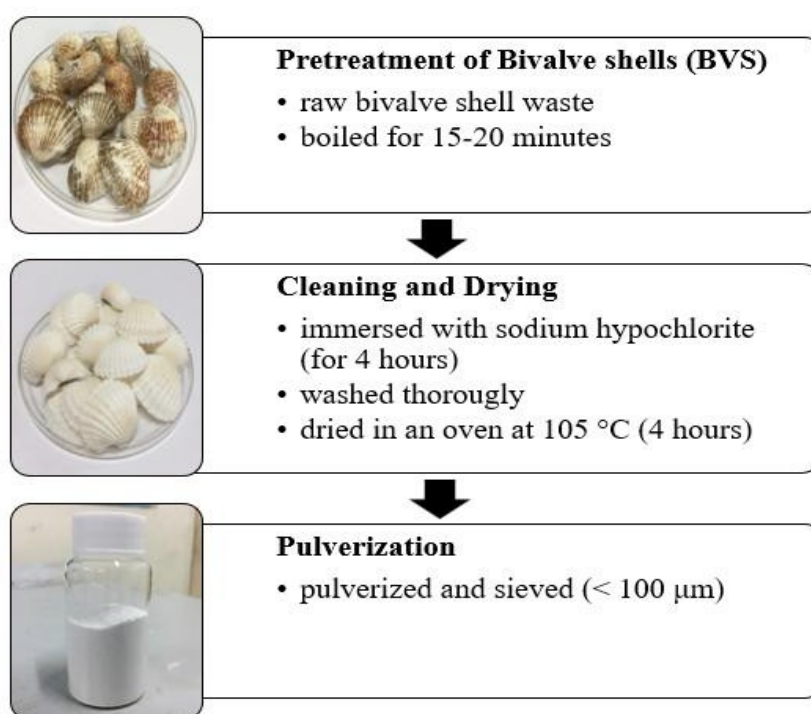 Pretreatment of Bivalve shells (BVS)
• raw bivalve shell waste
• boiled for 15-20 minutes
Cleaning and Drying
• immersed with sodium hypochlorite
(for 4 hours)
• washed thorougly
• dried in an oven at 105 °C (4 hours)
Pulverization
• pulverized and sieved (< 100 μm)